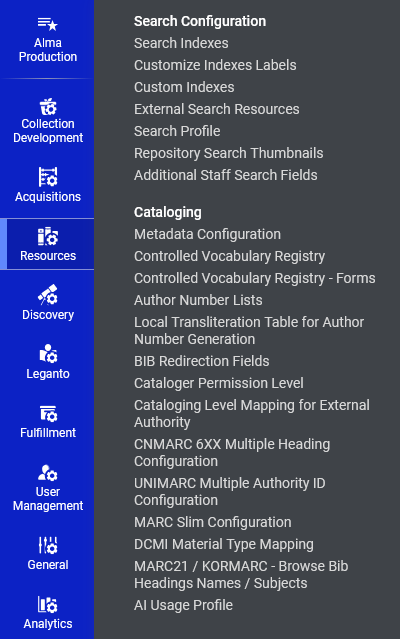 Alma
Production
Collection
Development
Acquisitions
Resources
Discovery
Leganto
Fulfillment
User
Management
General
Analytics
Search Configuration
Search Indexes
Customize Indexes Labels
Custom Indexes
External Search Resources
Search Profile
Repository Search Thumbnails
Additional Staff Search Fields
Cataloging
Metadata Configuration
Controlled Vocabulary Registry
Controlled Vocabulary Registry - Forms
Author Number Lists
Local Transliteration Table for Author
Number Generation
BIB Redirection Fields
Cataloger Permission Level
Cataloging Level Mapping for External
Authority
CNMARC 6XX Multiple Heading
Configuration
UNIMARC Multiple Authority ID
Configuration
MARC Slim Configuration
DCMI Material Type Mapping
MARC21 / KORMARC - Browse Bib
Headings Names / Subjects
AI Usage Profile